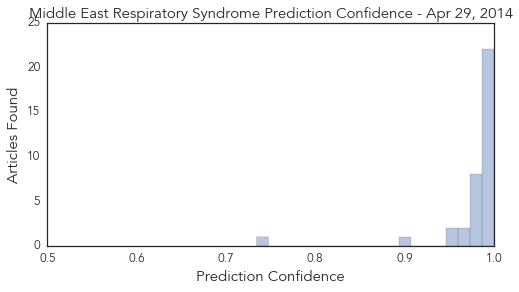 Middle East Respiratory Syndrome Prediction Confidence - Apr 29, 2014
25
20
15
10
5
0
Articles Found
0.5 0.6 0.7 0.8 0.9 1.0
Prediction Confidence